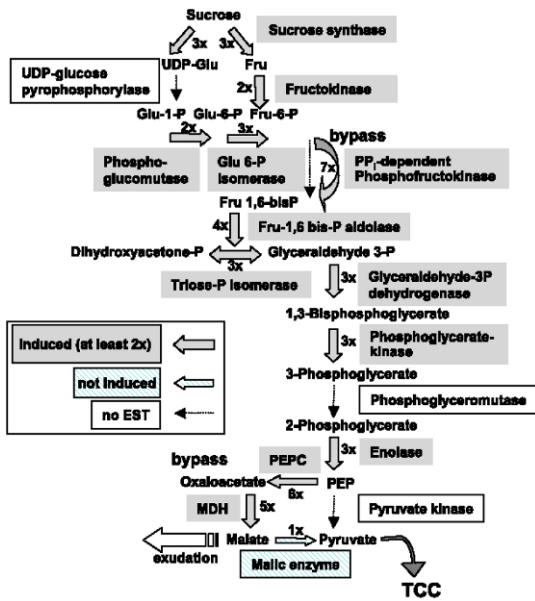 Sucrose
3x 3x Sucrose synthase
UDP-Glu Fru
UDP-glucose
pyrophosphorylase
2x Fructokinase
Glu-1-P Glu-6-P Fru-6-P
2x 3x bypass
Phospho-
glucomutase
Glu 6-P
isomerase
7x
PPi-dependent
Phosphofructokinase
Fru 1,6-bisP
4x Fru-1,6 bis-P aldolase
Dihydroxyacetone-P Glyceraldehyde 3-P
3x
Triose-P isomerase
3x Glyceraldehyde-3P
dehydrogenase
1,3-Bisphosphoglycerate
3x Phosphoglycerate-
kinase
Induced (at least 2x)
not induced
no EST
3-Phosphoglycerate
Phosphoglyceromutase
2-Phosphoglycerate
3x Enolase
bypass PEPC
Oxaloacetate PEP
6x
MDH 5x
Pyruvate kinase
1x
Malate Pyruvate
exudation
Malic enzyme
TCC